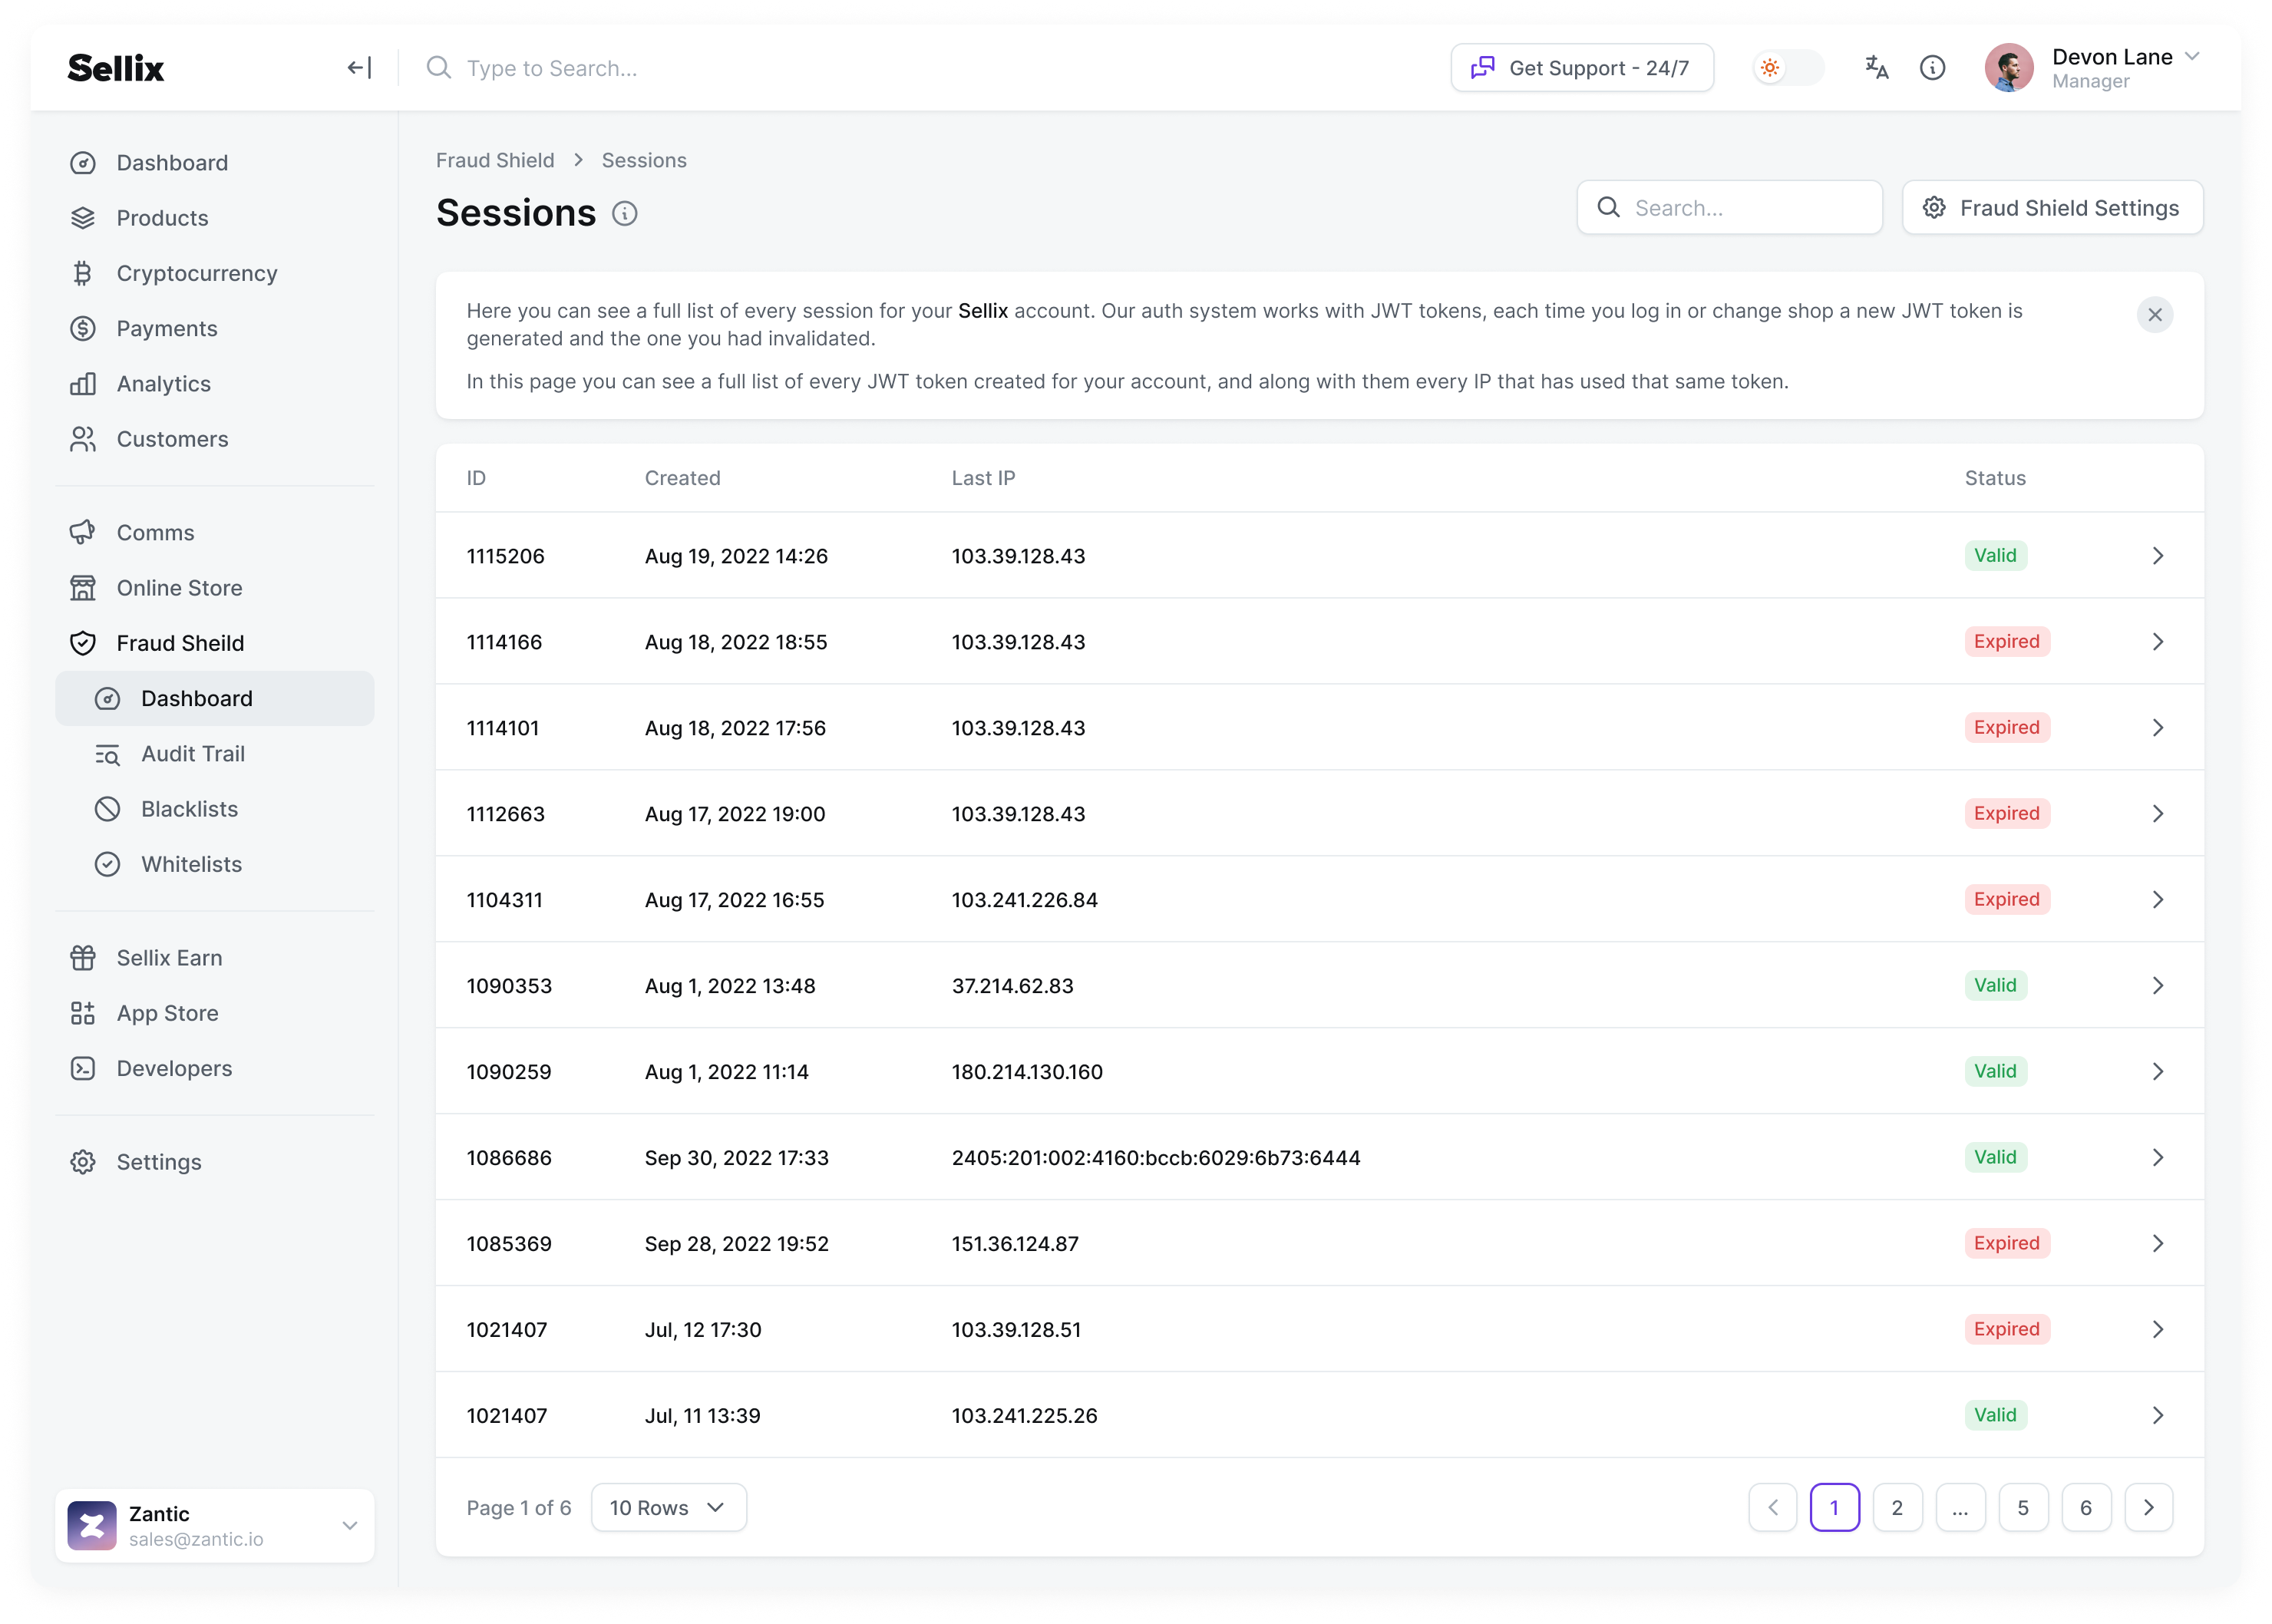 Sellix
Type to Search...
Get Support - 24/7
Devon Lane
Manager
Dashboard
Products
Cryptocurrency
Payments
Analytics
Customers
Comms
Online Store
Fraud Sheild
Dashboard
Audit Trail
Blacklists
Whitelists
Sellix Earn
App Store
Developers
Settings
Zantic
sales@zantic.io
Fraud Shield > Sessions
Sessions
Search...
Fraud Shield Settings
Here you can see a full list of every session for your Sellix account. Our auth system works with JWT tokens, each time you log in or change shop a new JWT token is
generated and the one you had invalidated.
In this page you can see a full list of every JWT token created for your account, and along with them every IP that has used that same token.
ID Created Last IP Status
1115206 Aug 19, 2022 14:26 103.39.128.43 Valid
1114166 Aug 18, 2022 18:55 103.39.128.43 Expired
1114101 Aug 18, 2022 17:56 103.39.128.43 Expired
1112663 Aug 17, 2022 19:00 103.39.128.43 Expired
1104311 Aug 17, 2022 16:55 103.241.226.84 Expired
1090353 Aug 1, 2022 13:48 37.214.62.83 Valid
1090259 Aug 1, 2022 11:14 180.214.130.160 Valid
1086686 Sep 30, 2022 17:33 2405:201:002:4160:bccb:6029:6b73:6444 Valid
1085369 Sep 28, 2022 19:52 151.36.124.87 Expired
1021407 Jul, 12 17:30 103.39.128.51 Expired
1021407 Jul, 11 13:39 103.241.225.26 Valid
Page 1 of 6 10 Rows 1 2 ... 5 6